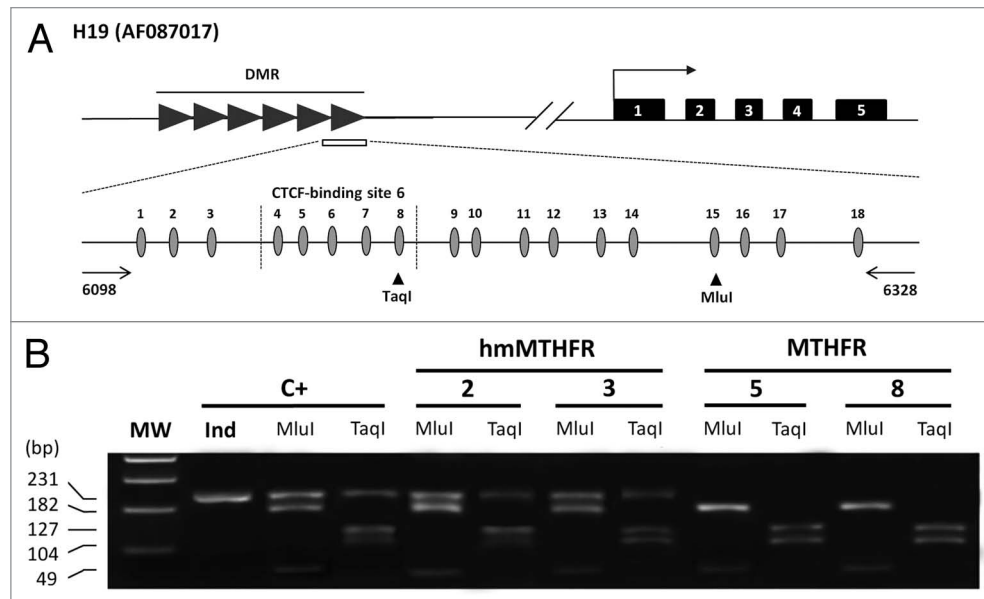 A H19 (AF087017)
DMR
1 2 3 4 5
CTCF-binding site 6
1 2 3 4 5 6 7 8 9 10 11 12 13 14 15 16 17 18
6098 TaqI MluI 6328
B
hmMTHFR MTHFR
C+ 2 3 5 8
MW Ind MluI TaqI MluI TaqI MluI TaqI MluI TaqI MluI TaqI
(bp)
231
182
127
104
49